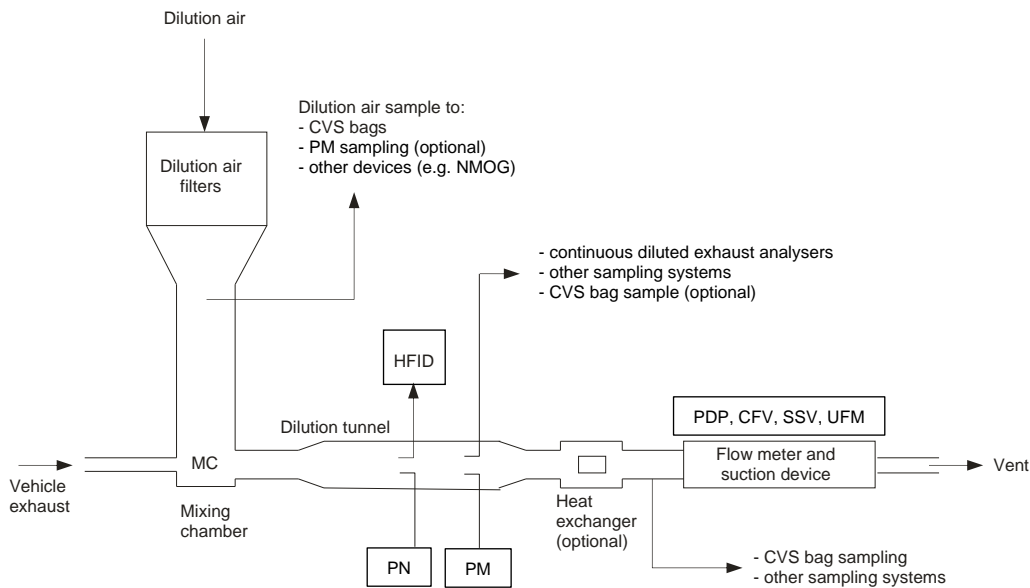 Dilution air
Dilution air sample to:
- CVS bags
- PM sampling (optional)
- other devices (e.g. NMOG)
Dilution air
filters
- continuous diluted exhaust analysers
- other sampling systems
- CVS bag sample (optional)
HFID
PDP, CFV, SSV, UFM
Dilution tunnel
MC
Flow meter and
suction device
Vent
Vehicle
exhaust
Mixing
chamber
Heat
exchanger
(optional)
PN
PM
- CVS bag sampling
- other sampling systems